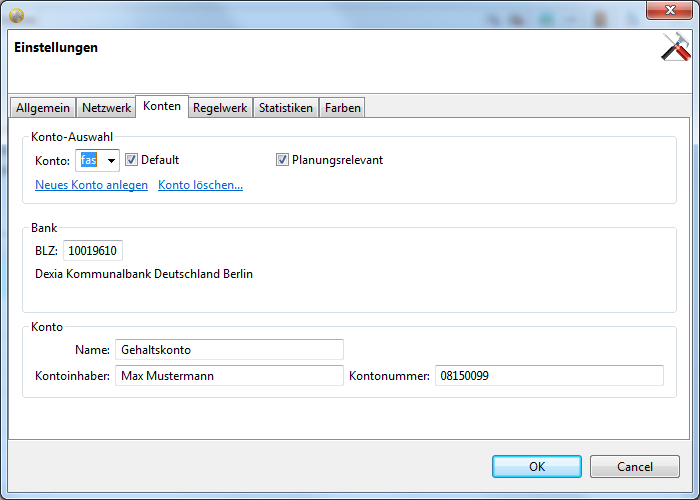 Einstellungen
Allgemein Netzwerk Konten Regelwerk Statistiken Farben
Konto-Auswahl
Konto: fas Default Planungsrelevant
Neues Konto anlegen Konto löschen...
Bank
BLZ: 10019610
Dexia Kommunalbank Deutschland Berlin
Konto
Name: Gehaltskonto
Kontoinhaber: Max Mustermann Kontonummer: 08150099
OK Cancel